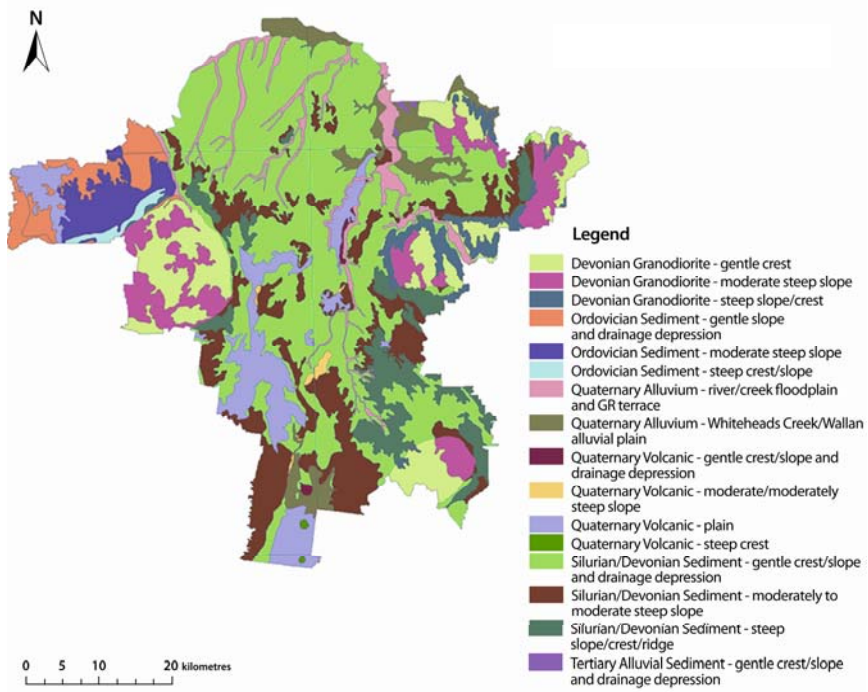 N
Legend
Devonian Granodiorite - gentle crest
Devonian Granodiorite - moderate steep slope
Devonian Granodiorite - steep slope/crest
Ordovician Sediment - gentle slope
and drainage depression
Ordovician Sediment - moderate steep slope
Ordovician Sediment - steep crest/slope
Quaternary Alluvium - river/creek floodplain
and GR terrace
Quaternary Alluvium - Whiteheads Creek/Wallan
alluvial plain
Quaternary Volcanic - gentle crest/slope and
drainage depression
Quaternary Volcanic - moderate/moderately
steep slope
Quaternary Volcanic - plain
Quaternary Volcanic - steep crest
Silurian/Devonian Sediment - gentle crest/slope
and drainage depression
Silurian/Devonian Sediment - moderately to
moderate steep slope
Silurian/Devonian Sediment - steep
slope/crest/ridge
Tertiary Alluvial Sediment - gentle crest/slope
and drainage depression
0 5 10 20 kilometres